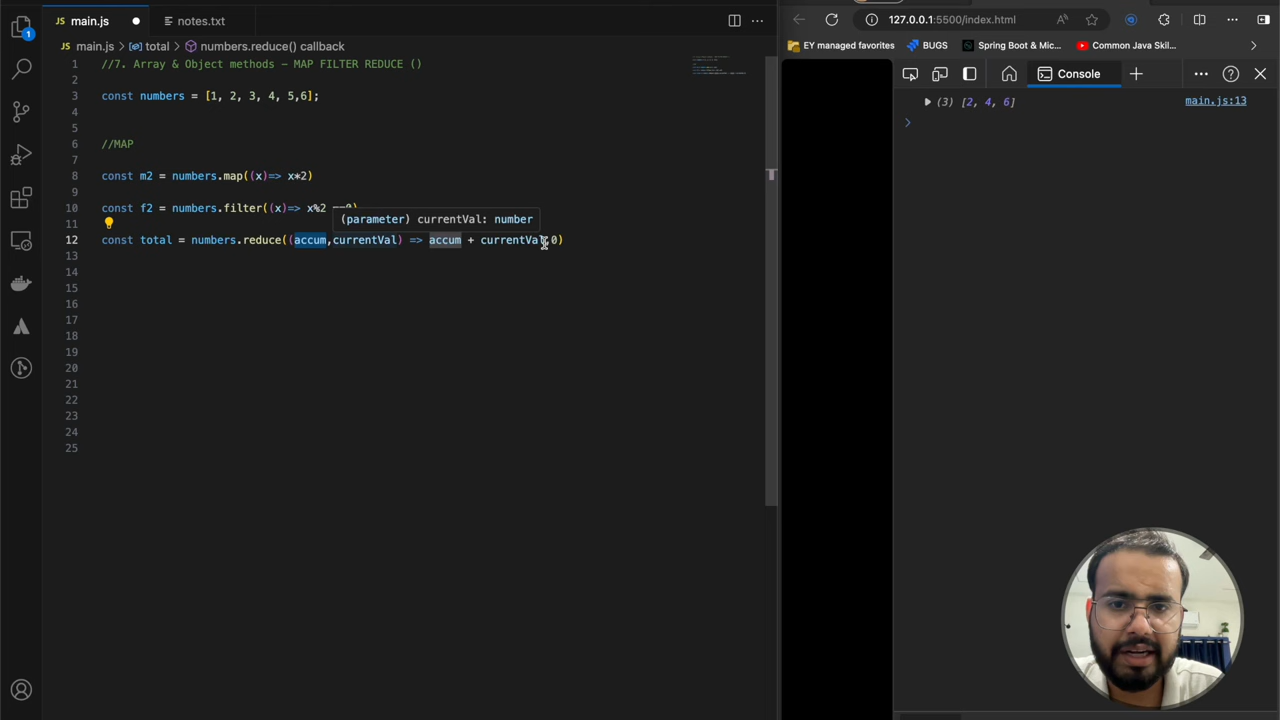 main.js
notes.txt
127.0.0.1:5500/index.html
EY managed favorites
BUGS
Spring Boot & Mic...
Common Java Skil...
JS main.js > total > numbers.reduce() callback
Console
1 //7. Array & Object methods - MAP FILTER REDUCE ()
2
3 const numbers = [1, 2, 3, 4, 5,6];
4
5
6 //MAP
7
8 const m2 = numbers.map((x)=> x*2)
9
10 const f2 = numbers.filter((x)=> x%2
(parameter) currentVal: number
11
12 const total = numbers.reduce((accum,currentVal) => accum + currentVal,0)
13
14
15
16
17
18
19
20
21
22
23
24
25
(3) [2, 4, 6]
main.js:13
1